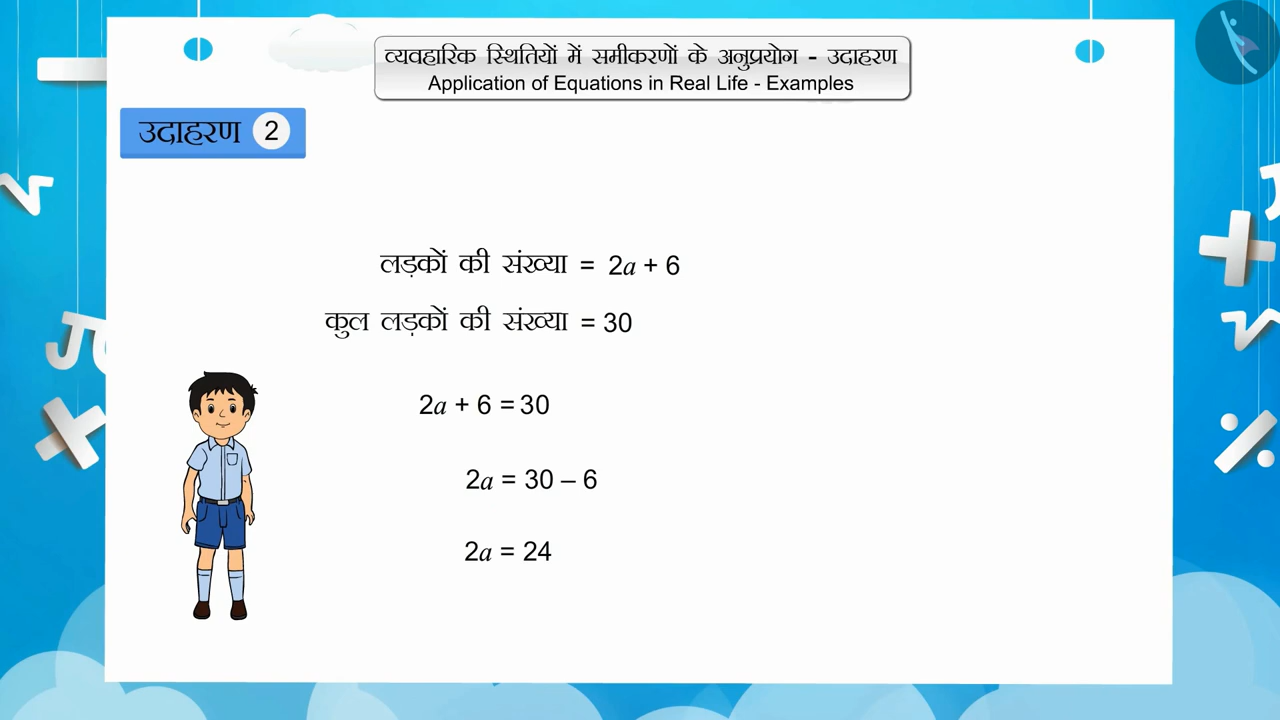 व्यवहारिक स्थितियों में समीकरणों के अनुप्रयोग - उदाहरण
Application of Equations in Real Life - Examples
उदाहरण 2
लड़कों की संख्या = 2a + 6
कुल लड़कों की संख्या = 30
2a + 6 = 30
2a = 30 – 6
2a = 24